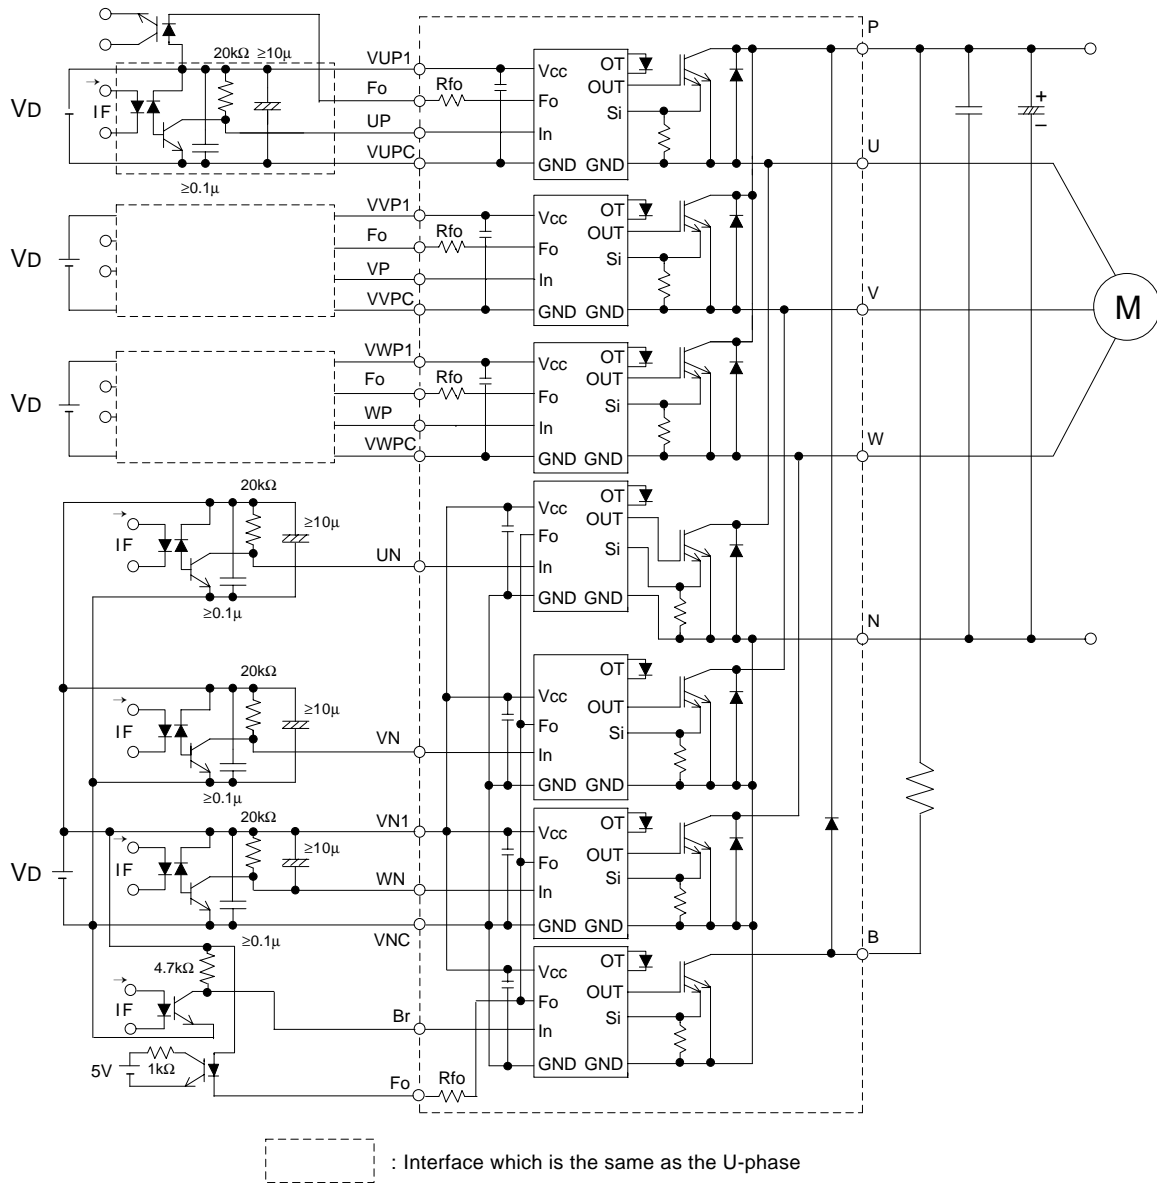 P
20kΩ ≥10μ
VUP1
Fo
UP
VUPC
VD
IF
≥0.1μ
Rfo
Vcc
Fo
In
GND GND
OT
OUT
Si
U
+
−
VD
VVP1
Fo
VP
VVPC
Rfo
Vcc
Fo
In
GND GND
OT
OUT
Si
V
M
VD
VWP1
Fo
WP
VWPC
Rfo
Vcc
Fo
In
GND GND
OT
OUT
Si
W
20kΩ
≥10μ
IF
≥0.1μ
UN
Vcc
Fo
In
GND GND
OT
OUT
Si
N
20kΩ
≥10μ
IF
≥0.1μ
VN
Vcc
Fo
In
GND GND
OT
OUT
Si
20kΩ
≥10μ
VD
IF
≥0.1μ
VN1
WN
VNC
Vcc
Fo
In
GND GND
OT
OUT
Si
B
4.7kΩ
IF
Br
Vcc
Fo
In
GND GND
OT
OUT
Si
5V
1kΩ
Fo
Rfo
: Interface which is the same as the U-phase